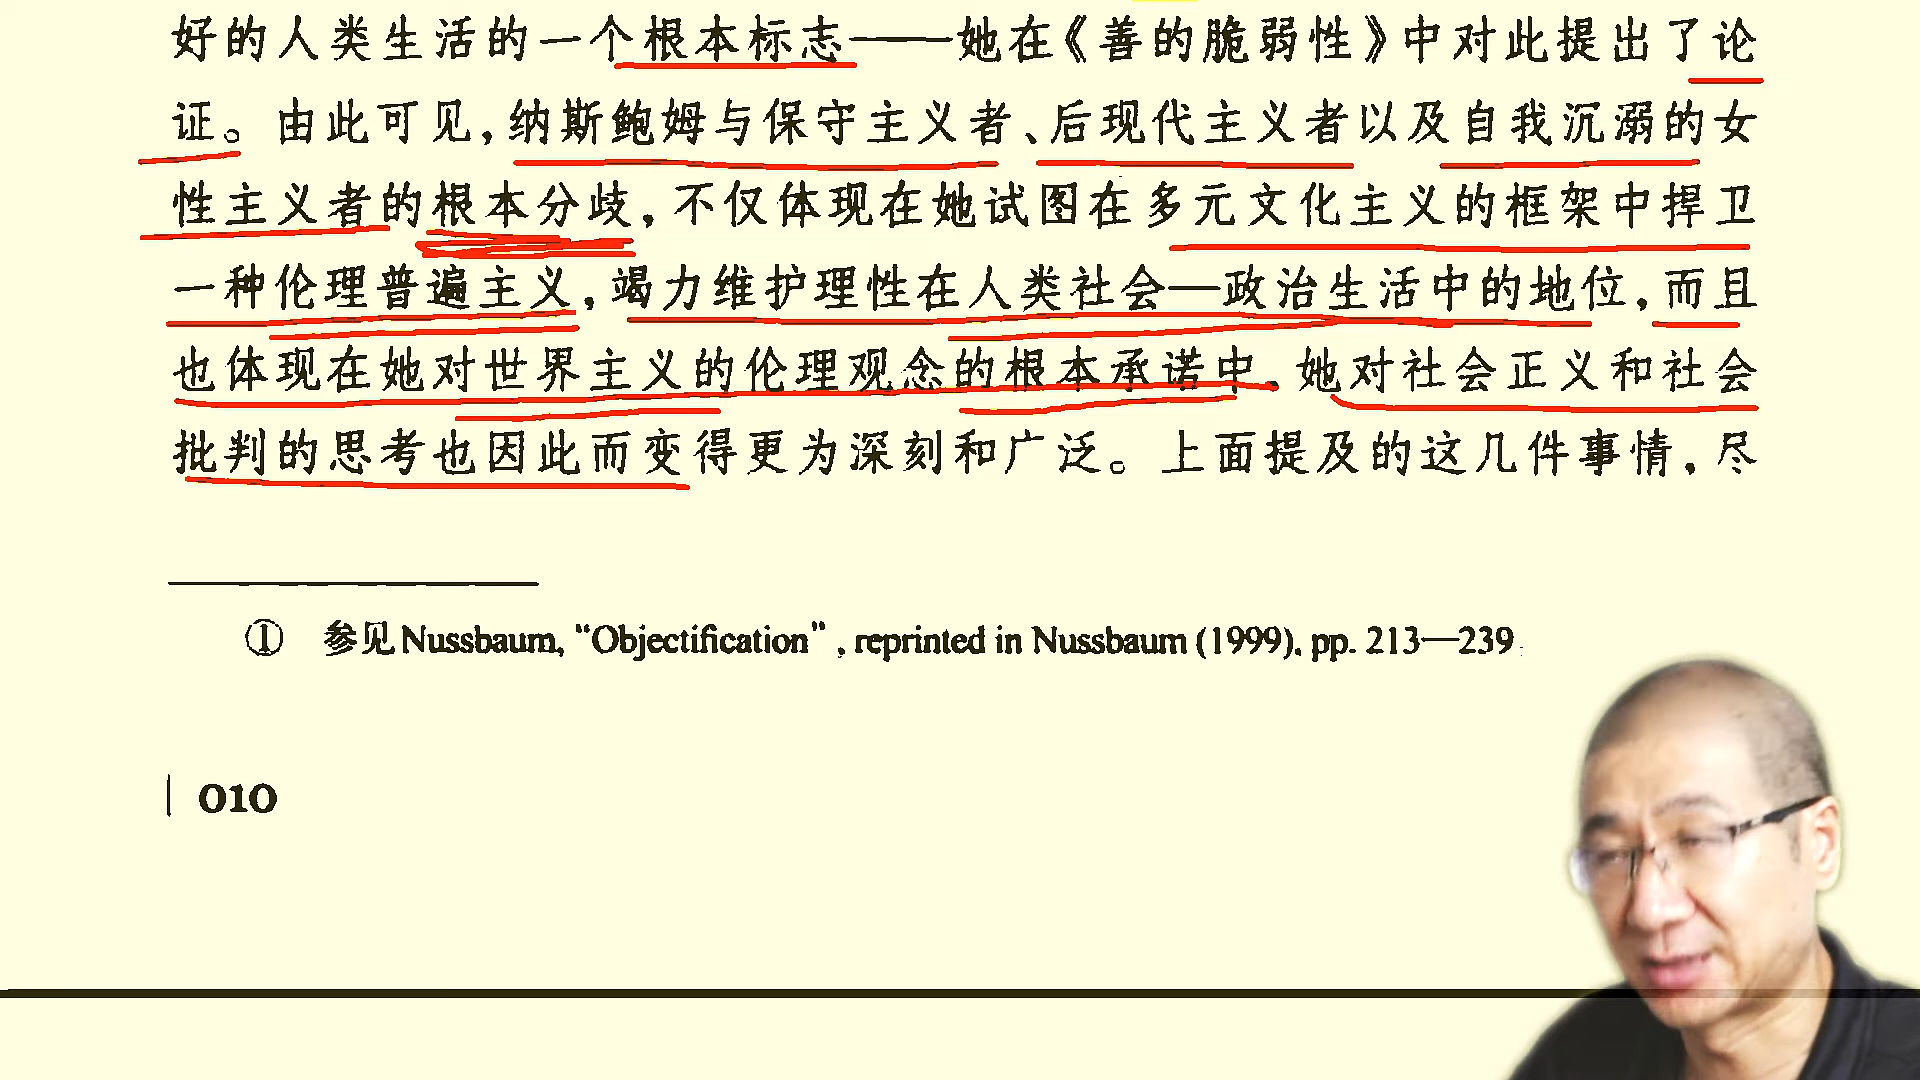 好的人类生活的一个根本标志——她在《善的脆弱性》中对此提出了论
证。由此可见,纳斯鲍姆与保守主义者、后现代主义者以及自我沉溺的女
性主义者的根本分歧,不仅体现在她试图在多元文化主义的框架中捍卫
一种伦理普遍主义,竭力维护理性在人类社会—政治生活中的地位,而且
也体现在她对世界主义的伦理观念的根本承诺中。她对社会正义和社会
批判的思考也因此而变得更为深刻和广泛。上面提及的这几件事情,尽
① 参见 Nussbaum, “Objectification”, reprinted in Nussbaum (1999), pp. 213—239.
010